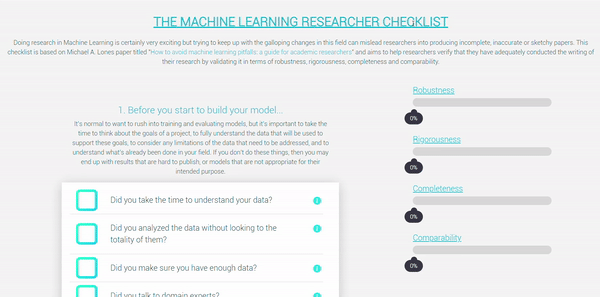 THE MACHINE LEARNING RESEARCHER CHECKLIST
Doing research in Machine Learning is certainly very exciting but trying to keep up with the galloping changes in this field can mislead researchers into producing incomplete, inaccurate or sketchy papers. This
checklist is based on Michael A. Lones paper titled "How to avoid machine learning pitfalls: a guide for academic researchers" and aims to help researchers verify that they have adequately conducted the writing of
their research by validating it in terms of robustness, rigorousness, completeness and comparability.
1. Before you start to build your model...
It's normal to want to rush into training and evaluating models, but it's important to take the
time to think about the goals of a project, to fully understand the data that will be used to
support these goals, to consider any limitations of the data that need to be addressed, and to
understand what's already been done in your field. If you don't do these things, then you may
end up with results that are hard to publish, or models that are not appropriate for their
intended purpose.
Did you take the time to understand your data?
Did you analyzed the data without looking to the
totality of them?
Did you make sure you have enough data?
Did you talk to domain experts?
Robustness
0%
Rigorousness
0%
Completeness
0%
Comparability
0%